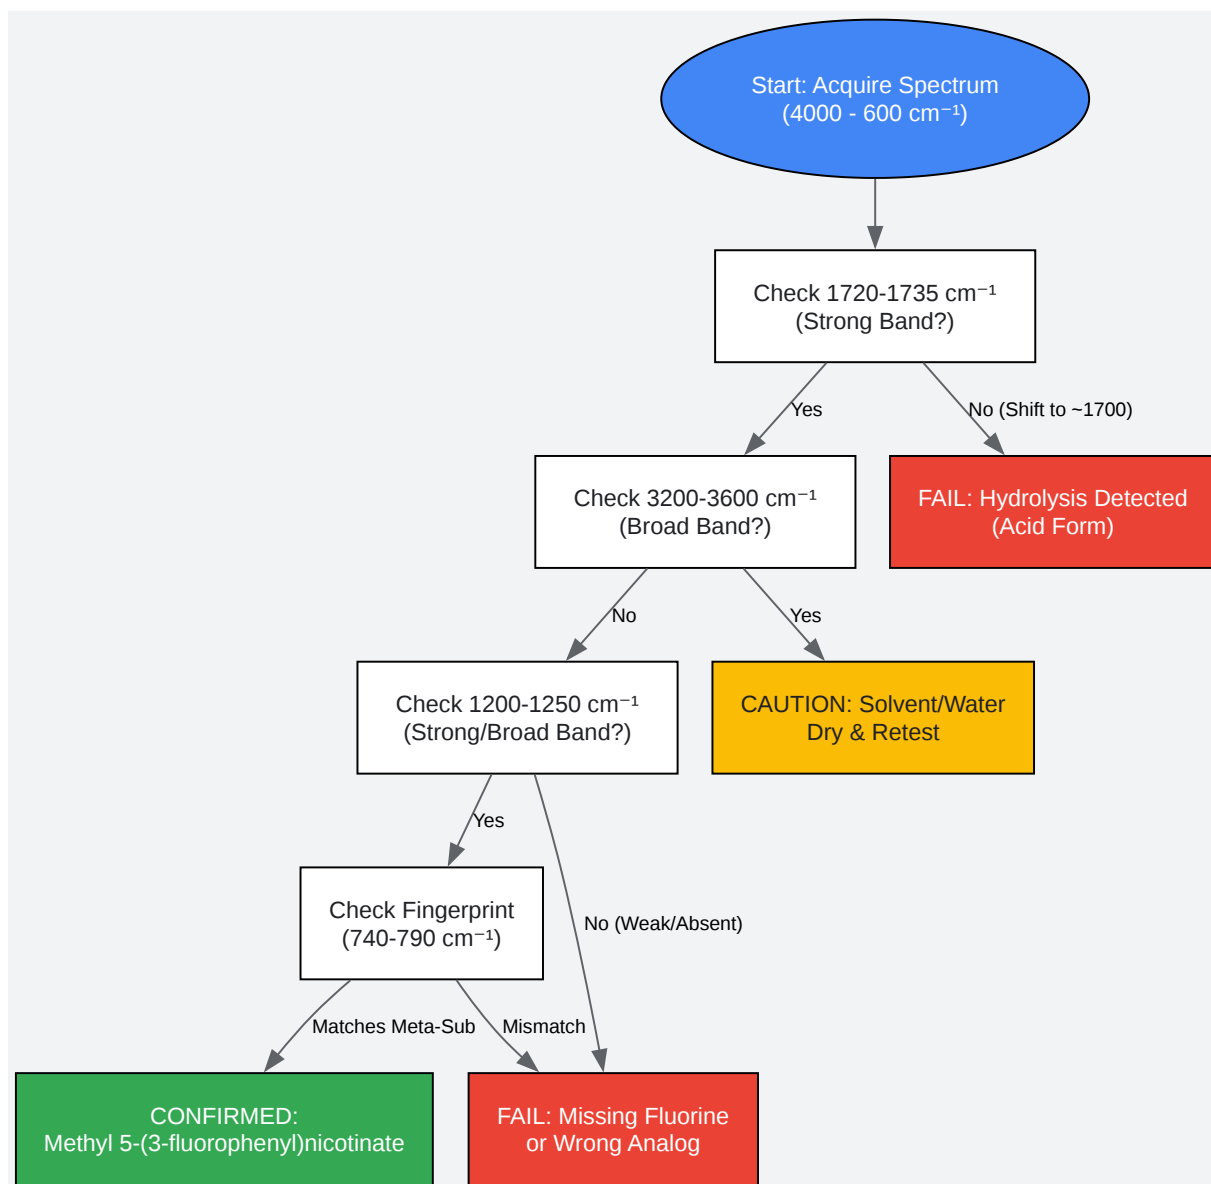 Start: Acquire Spectrum
(4000 - 600 cm⁻¹)
Check 1720-1735 cm⁻¹
(Strong Band?)
Yes
No (Shift to ~1700)
Check 3200-3600 cm⁻¹
(Broad Band?)
FAIL: Hydrolysis Detected
(Acid Form)
No
Yes
Check 1200-1250 cm⁻¹
(Strong/Broad Band?)
CAUTION: Solvent/Water
Dry & Retest
Yes
No (Weak/Absent)
Check Fingerprint
(740-790 cm⁻¹)
Matches Meta-Sub
Mismatch
CONFIRMED:
Methyl 5-(3-fluorophenyl)nicotinate
FAIL: Missing Fluorine
or Wrong Analog